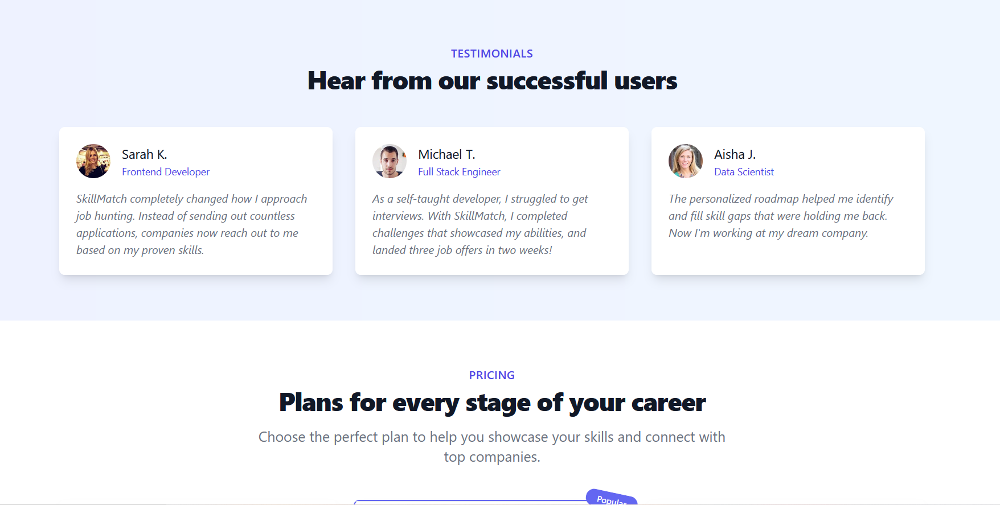 TESTIMONIALS
Hear from our successful users
Sarah K.
Frontend Developer
SkillMatch completely changed how I approach
job hunting. Instead of sending out countless
applications, companies now reach out to me
based on my proven skills.
Michael T.
Full Stack Engineer
As a self-taught developer, I struggled to get
interviews. With SkillMatch, I completed
challenges that showcased my abilities, and
landed three job offers in two weeks!
Aisha J.
Data Scientist
The personalized roadmap helped me identify
and fill skill gaps that were holding me back.
Now I'm working at my dream company.
PRICING
Plans for every stage of your career
Choose the perfect plan to help you showcase your skills and connect with
top companies.
Popular